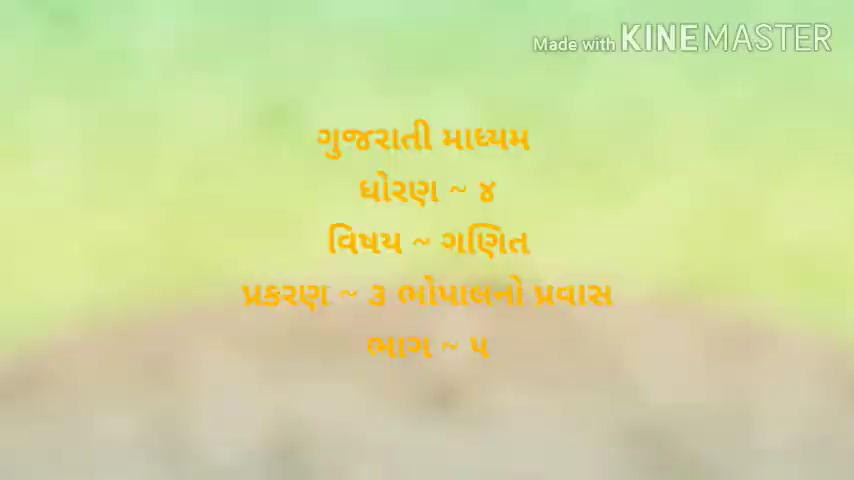 Made with KINEMASTER
ગુજરાતી માધ્યમ
ધોરણ ~ ૪
વિષય ~ ગણિત
પ્રકરણ ~ ૩ ભોપાલનો પ્રવાસ
ભાગ ~ ૫